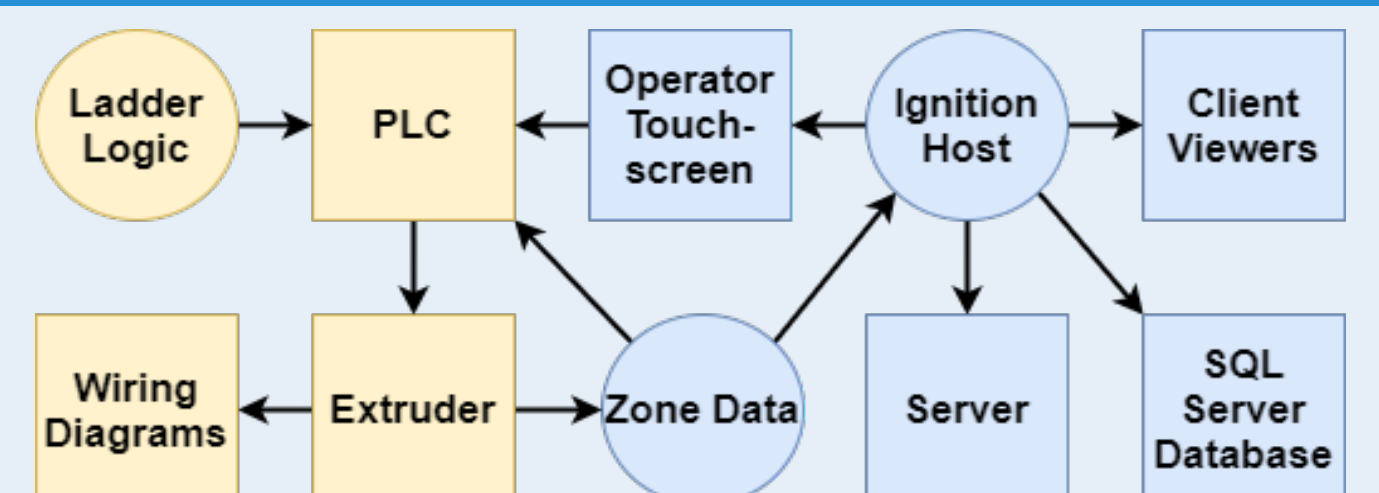 Ladder
Logic
PLC
Operator
Touch-
screen
Ignition
Host
Client
Viewers
Wiring
Diagrams
Extruder
Zone Data
Server
SQL
Server
Database